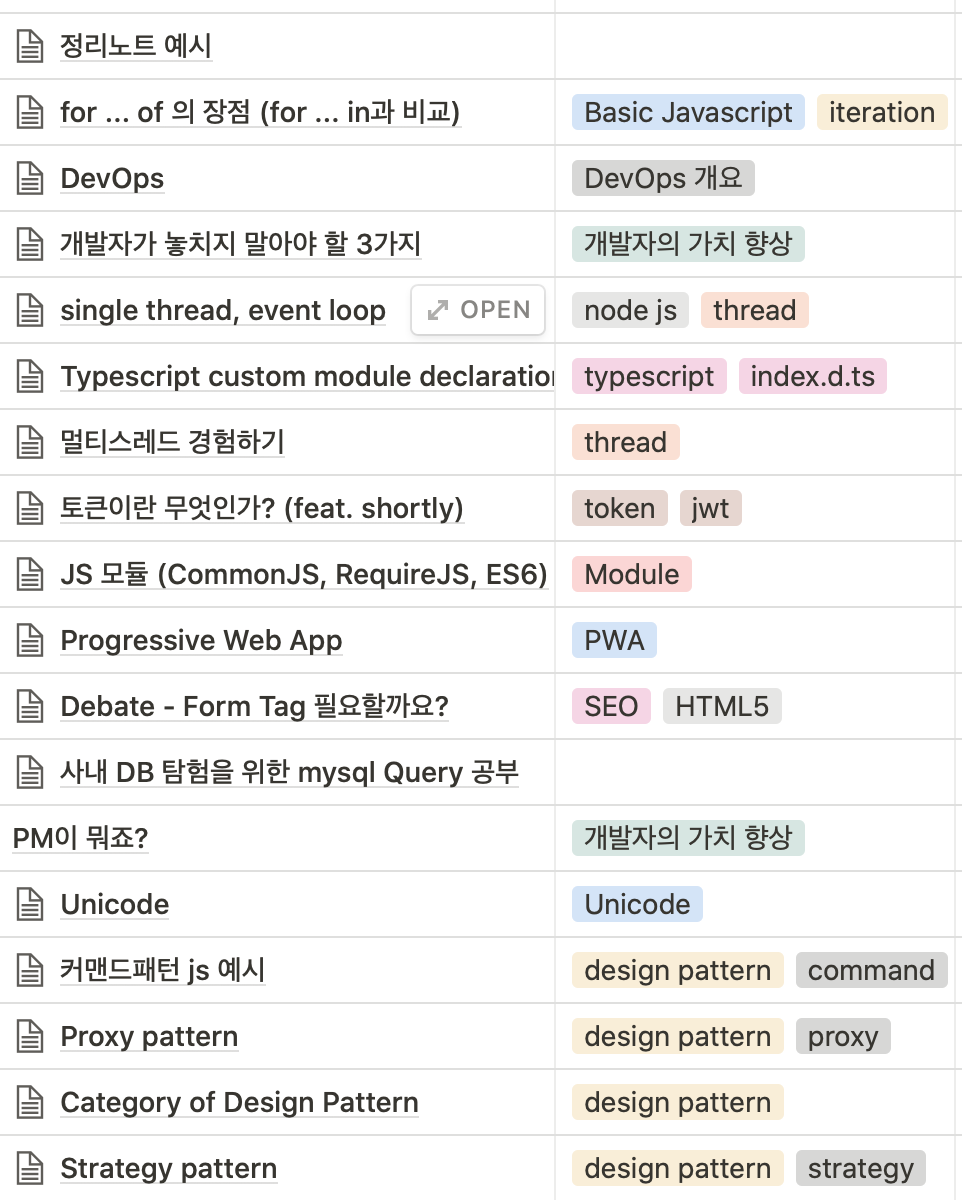 정리노트 예시
for ... of 의 장점 (for ... in과 비교) Basic Javascript iteration
DevOps DevOps 개요
개발자가 놓치지 말아야 할 3가지 개발자의 가치 향상
single thread, event loop OPEN node js thread
Typescript custom module declaration typescript index.d.ts
멀티스레드 경험하기 thread
토큰이란 무엇인가? (feat. shortly) token jwt
JS 모듈 (CommonJS, RequireJS, ES6) Module
Progressive Web App PWA
Debate - Form Tag 필요할까요? SEO HTML5
사내 DB 탐험을 위한 mysql Query 공부
PM이 뭐죠? 개발자의 가치 향상
Unicode Unicode
커맨드패턴 js 예시 design pattern command
Proxy pattern design pattern proxy
Category of Design Pattern design pattern
Strategy pattern design pattern strategy